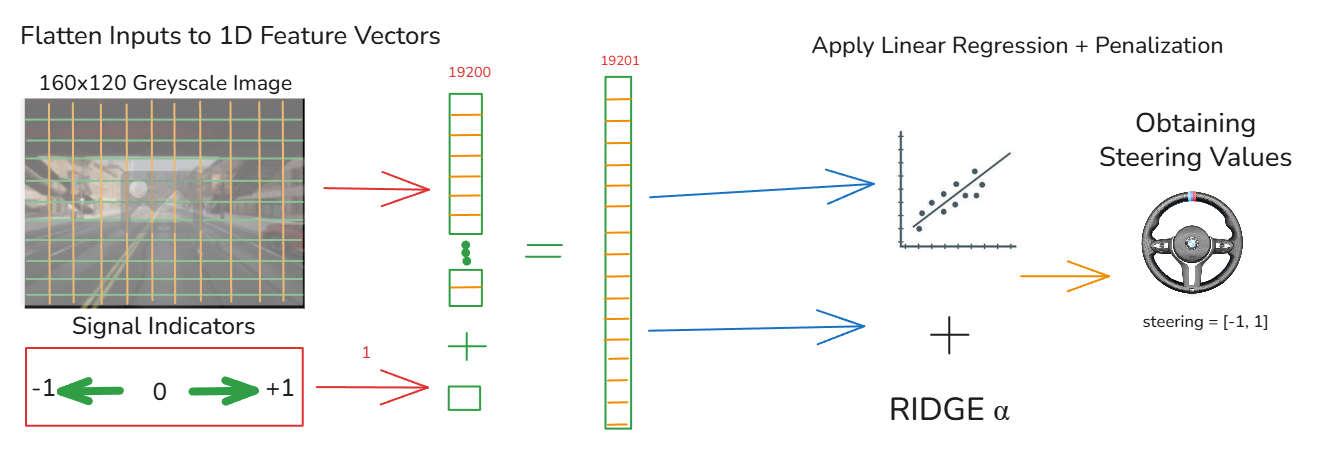 Flatten Inputs to 1D Feature Vectors
160x120 Greyscale Image
19200
19201
Apply Linear Regression + Penalization
Obtaining
Steering Values
Signal Indicators
-1
0
+1
1
steering = [-1, 1]
RIDGE α